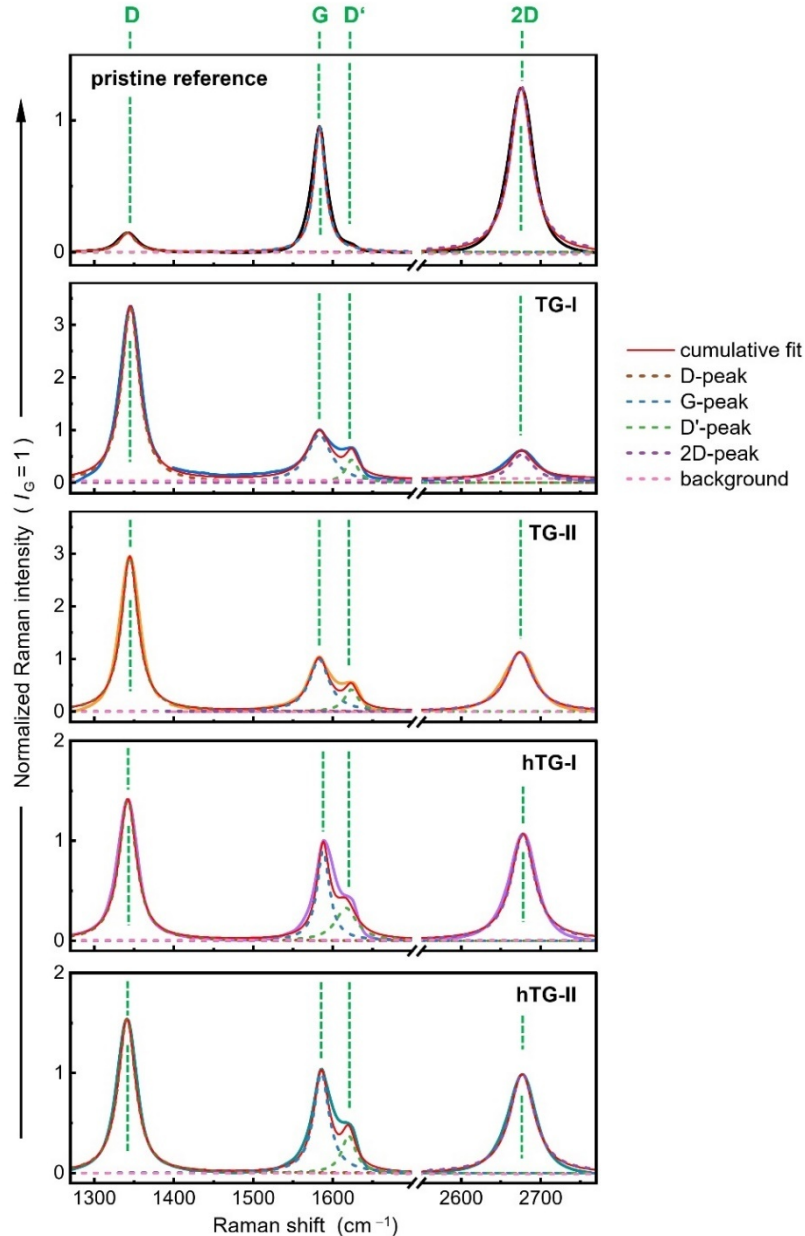 D G D‘ 2D
pristine reference
1
0
TG-I
3
2
1
0
TG-II
3
2
1
0
hTG-I
2
1
0
hTG-II
2
1
0
1300 1400 1500 1600 2600 2700
Raman shift (cm ⁻¹)
Normalized Raman intensity ( I_G = 1 )
cumulative fit
D-peak
G-peak
D'-peak
2D-peak
background